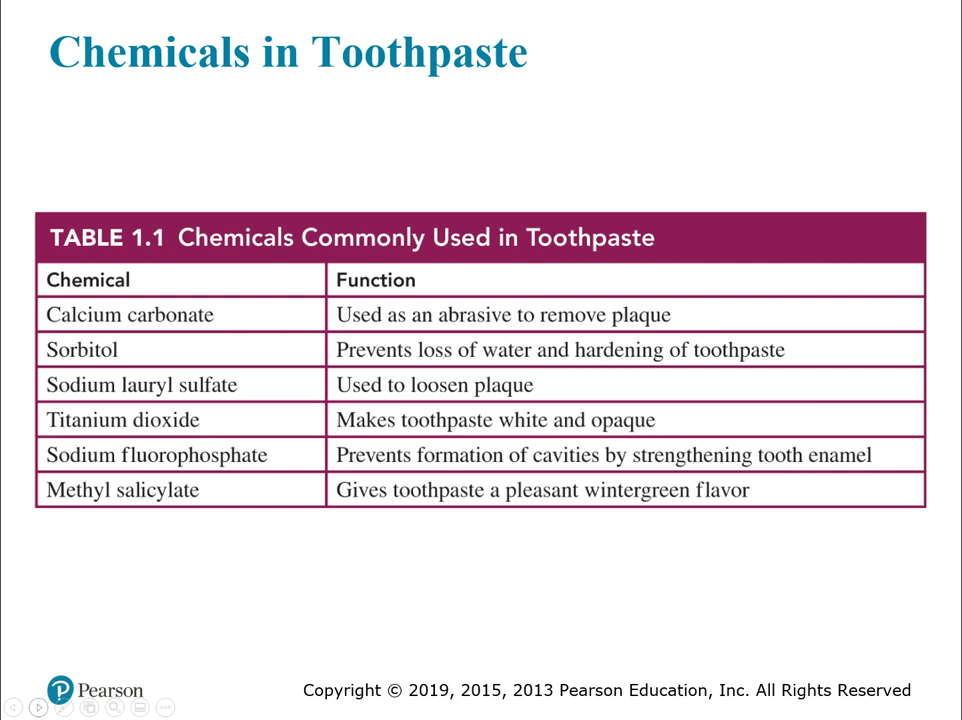 Chemicals in Toothpaste
TABLE 1.1 Chemicals Commonly Used in Toothpaste
Chemical Function
Calcium carbonate Used as an abrasive to remove plaque
Sorbitol Prevents loss of water and hardening of toothpaste
Sodium lauryl sulfate Used to loosen plaque
Titanium dioxide Makes toothpaste white and opaque
Sodium fluorophosphate Prevents formation of cavities by strengthening tooth enamel
Methyl salicylate Gives toothpaste a pleasant wintergreen flavor
P Pearson
Copyright © 2019, 2015, 2013 Pearson Education, Inc. All Rights Reserved